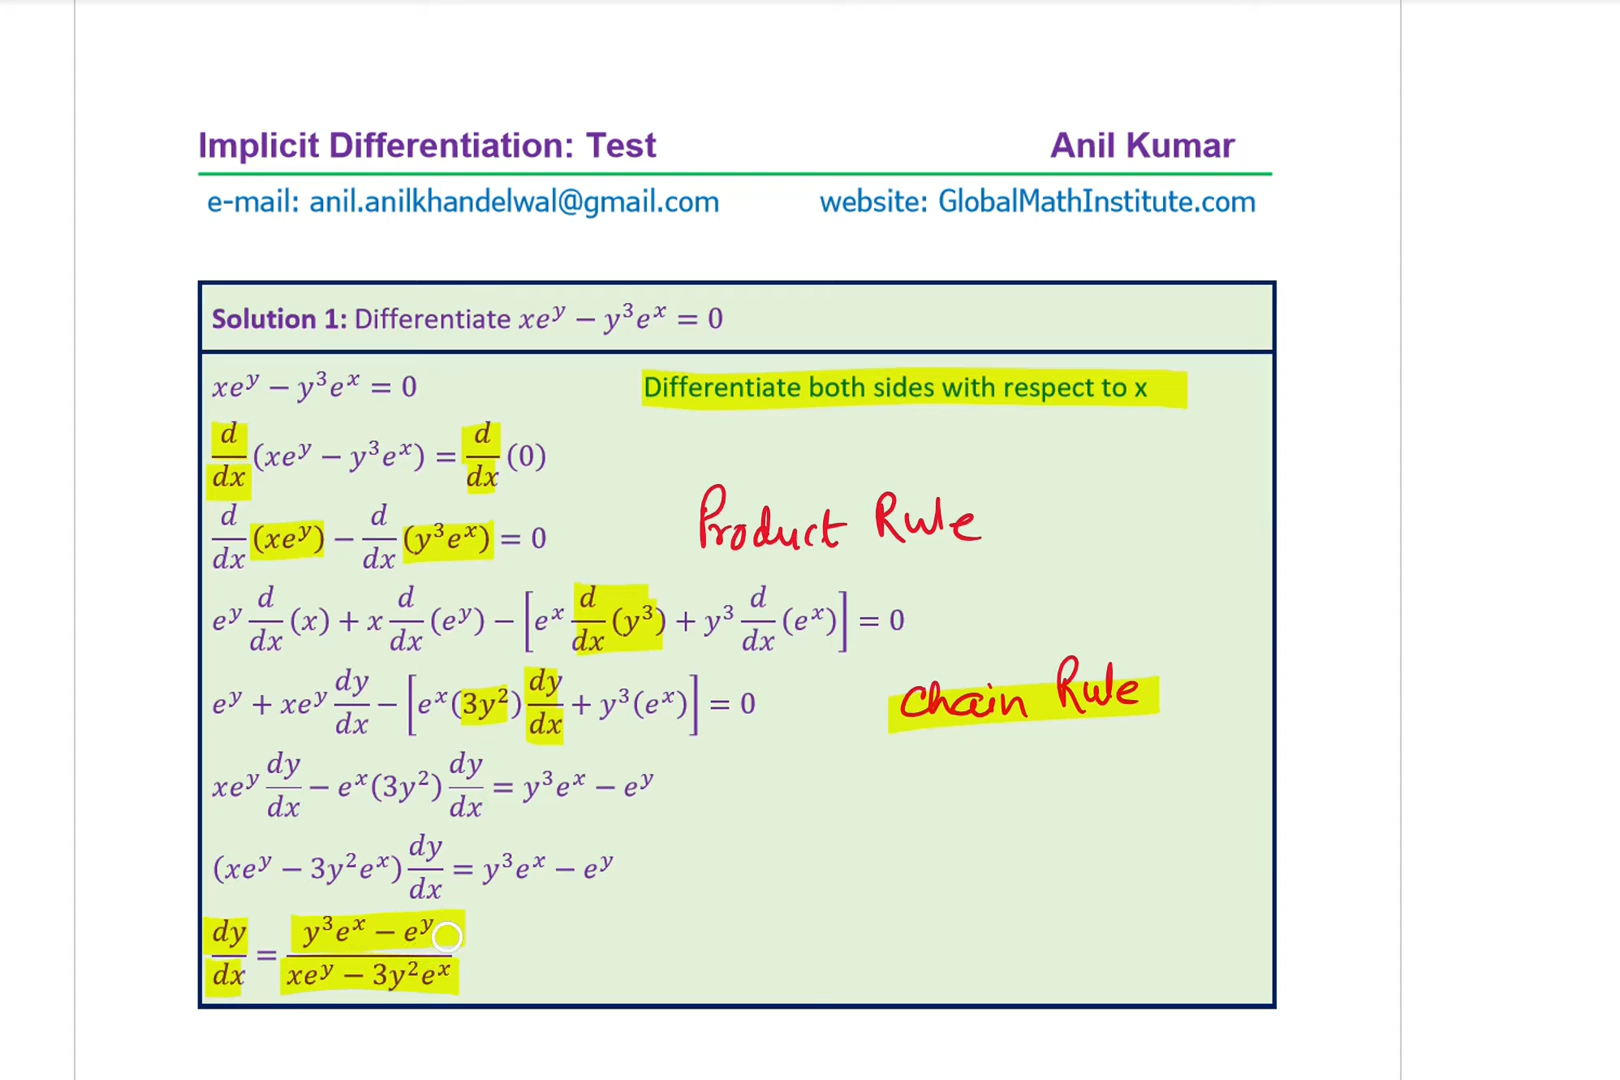 Implicit Differentiation: Test Anil Kumar
e-mail: anil.anilkhandelwal@gmail.com website: GlobalMathInstitute.com
Solution 1: Differentiate xe^y − y^3e^x = 0
xe^y − y^3e^x = 0 Differentiate both sides with respect to x
d/dx (xe^y − y^3e^x) = d/dx (0)
d/dx (xe^y) − d/dx (y^3e^x) = 0 Product Rule
e^y d/dx (x) + x d/dx (e^y) − [e^x d/dx (y^3) + y^3 d/dx (e^x)] = 0
e^y + xe^y dy/dx − [e^x(3y^2) dy/dx + y^3(e^x)] = 0 Chain Rule
xe^y dy/dx − e^x(3y^2) dy/dx = y^3e^x − e^y
(xe^y − 3y^2e^x) dy/dx = y^3e^x − e^y
dy/dx = (y^3e^x − e^y)/(xe^y − 3y^2e^x)